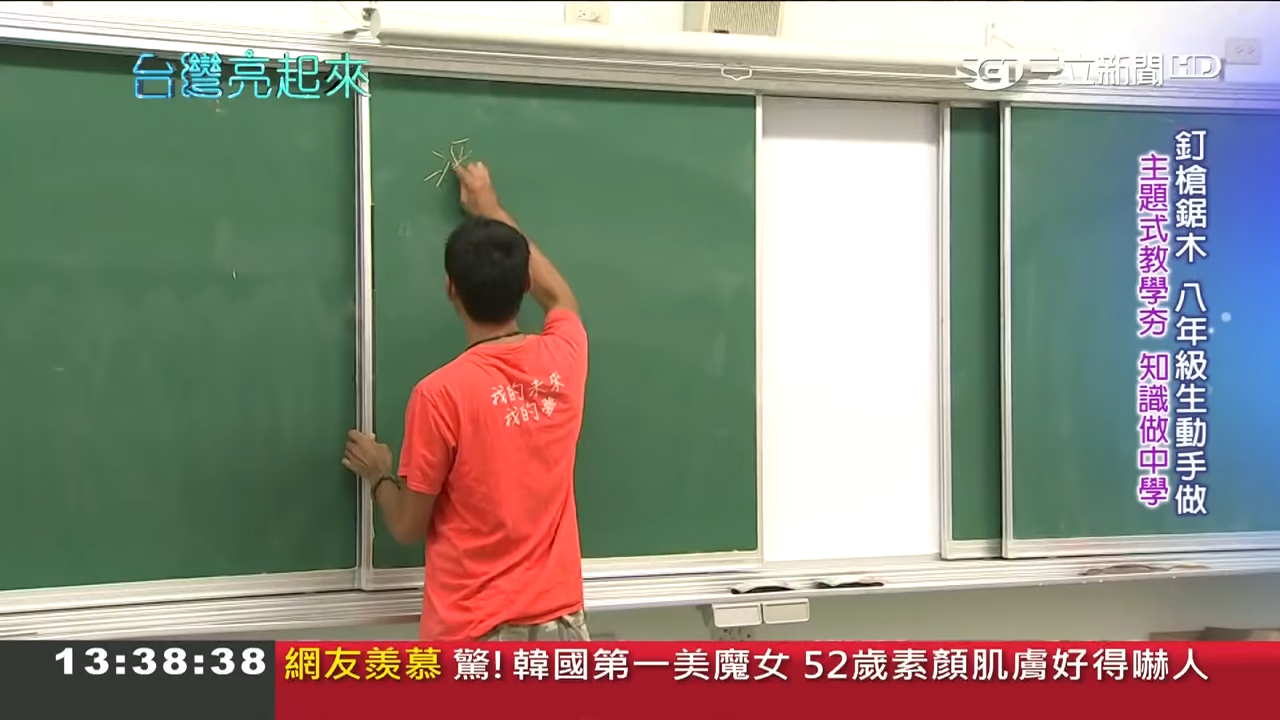 台灣亮起來
SET三立新聞HD
釘槍鋸木 八年級生動手做
主題式教學夯 知識做中學
我的未來
我的夢
13:38:38
網友羨慕 驚! 韓國第一美魔女 52歲素顏肌膚好得嚇人